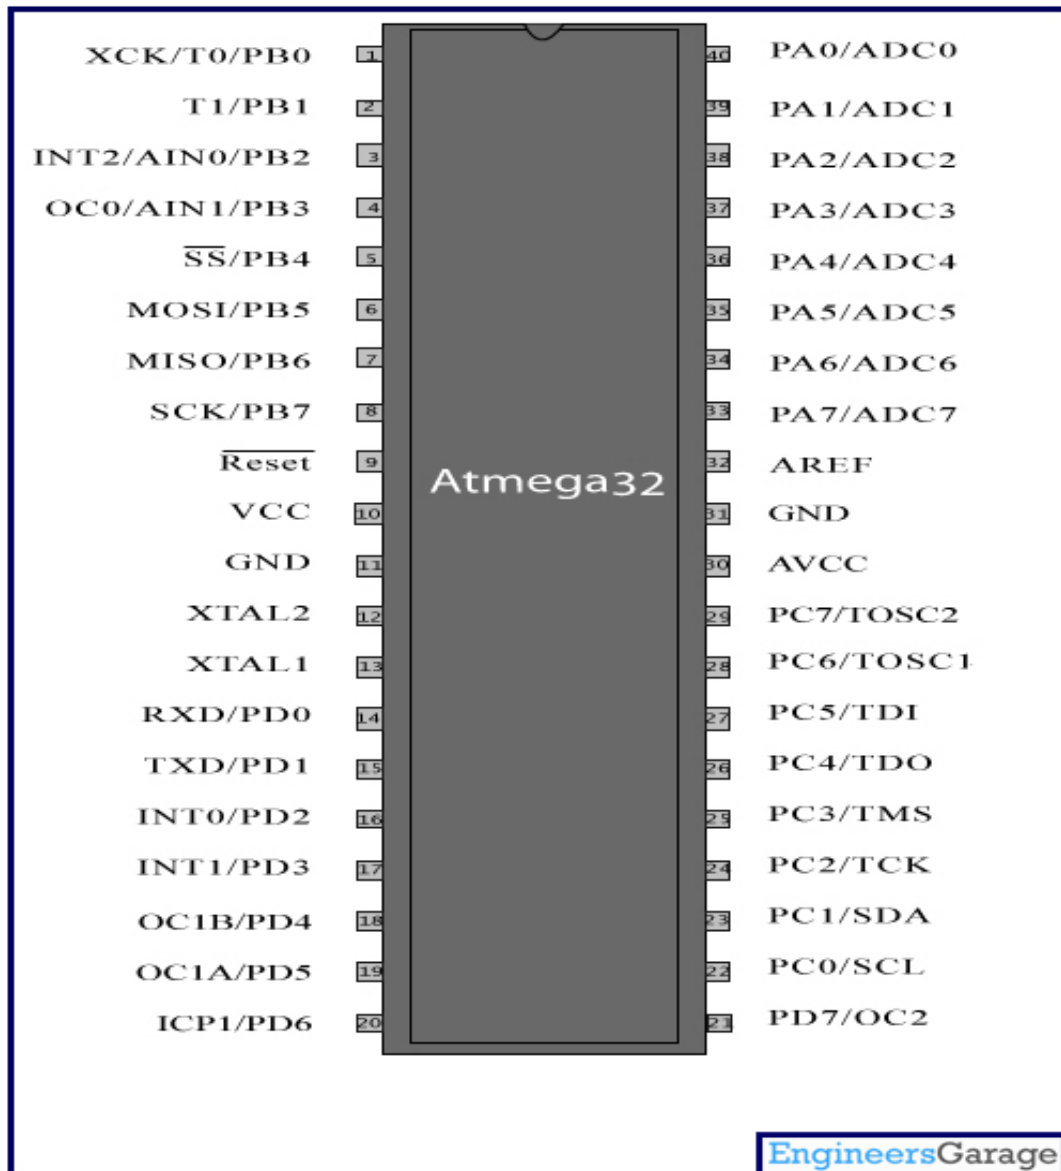 XCK/T0/PB0 1 40 PA0/ADC0
T1/PB1 2 39 PA1/ADC1
INT2/AIN0/PB2 3 38 PA2/ADC2
OC0/AIN1/PB3 4 37 PA3/ADC3
S̅S̅/PB4 5 36 PA4/ADC4
MOSI/PB5 6 35 PA5/ADC5
MISO/PB6 7 34 PA6/ADC6
SCK/PB7 8 33 PA7/ADC7
R̅e̅s̅e̅t̅ 9 32 AREF
Atmega32
VCC 10 31 GND
GND 11 30 AVCC
XTAL2 12 29 PC7/TOSC2
XTAL1 13 28 PC6/TOSC1
RXD/PD0 14 27 PC5/TDI
TXD/PD1 15 26 PC4/TDO
INT0/PD2 16 25 PC3/TMS
INT1/PD3 17 24 PC2/TCK
OC1B/PD4 18 23 PC1/SDA
OC1A/PD5 19 22 PC0/SCL
ICP1/PD6 20 21 PD7/OC2
EngineersGarage